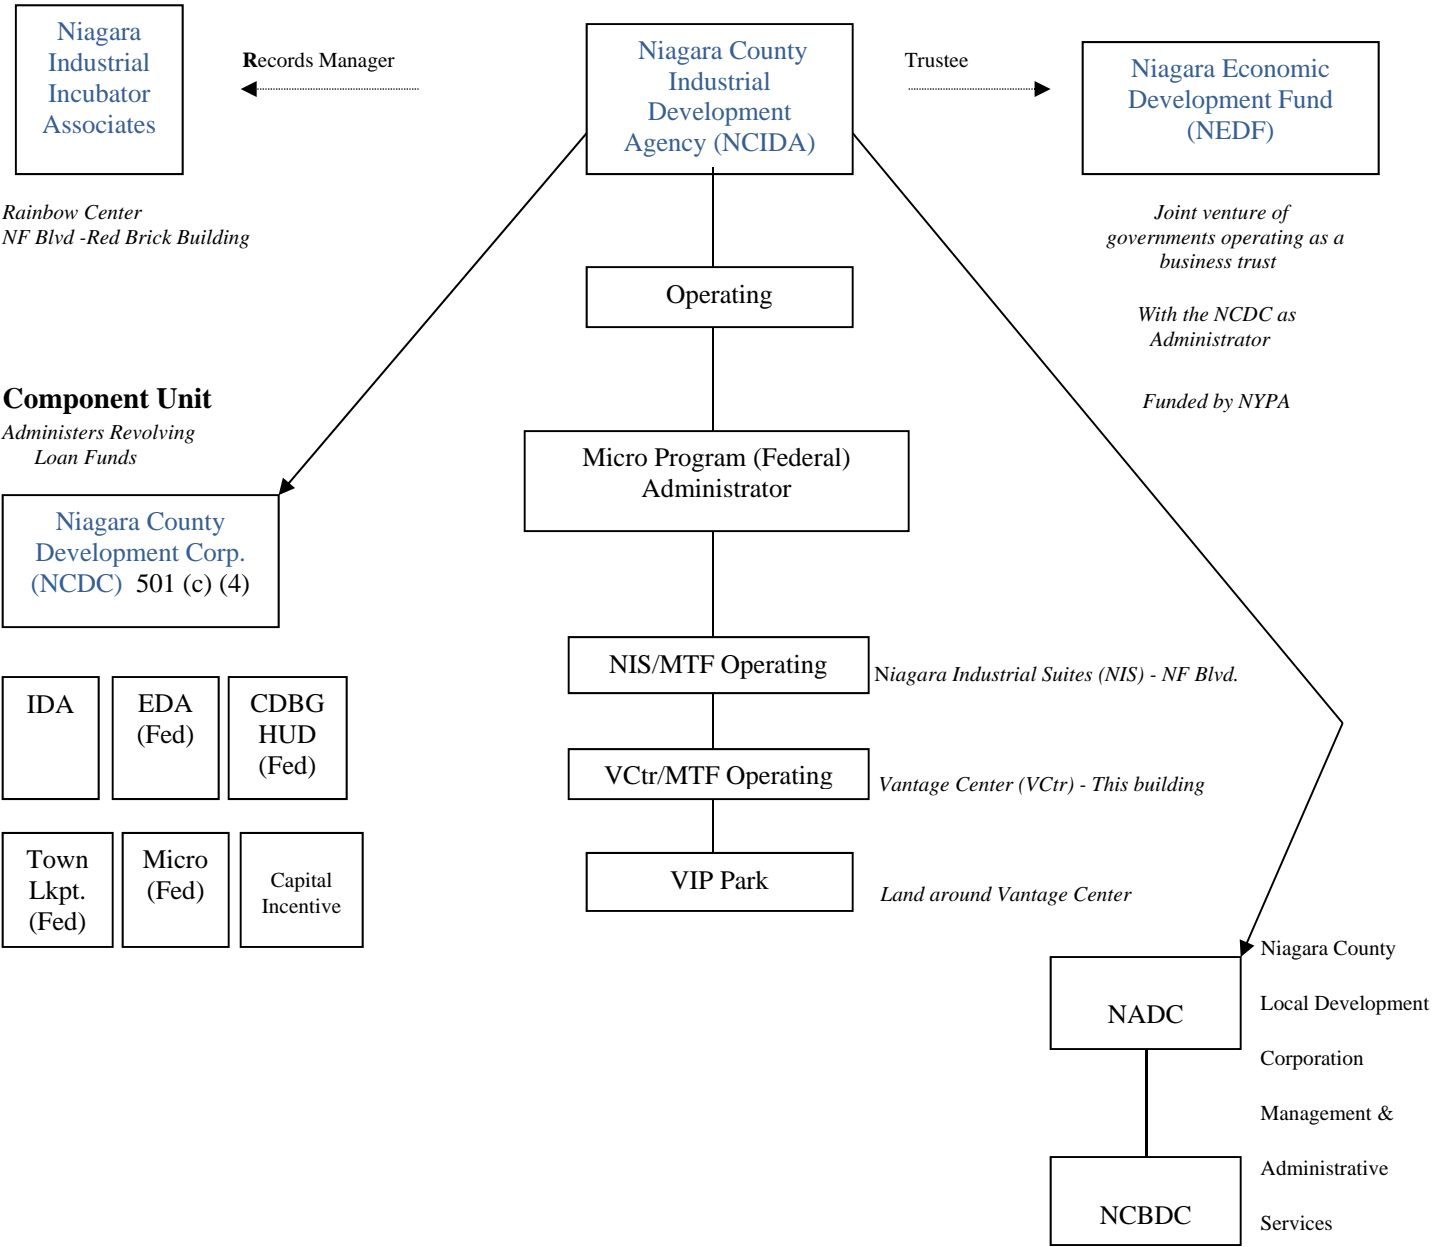 Niagara
Industrial
Incubator
Associates
Records Manager
Niagara County
Industrial
Development
Agency (NCIDA)
Trustee
Niagara Economic
Development Fund
(NEDF)
Rainbow Center
NF Blvd -Red Brick Building
Joint venture of
governments operating as a
business trust
With the NCDC as
Administrator
Funded by NYPA
Operating
Component Unit
Administers Revolving
Loan Funds
Micro Program (Federal)
Administrator
Niagara County
Development Corp.
(NCDC) 501 (c) (4)
NIS/MTF Operating
Niagara Industrial Suites (NIS) - NF Blvd.
IDA
EDA
(Fed)
CDBG
HUD
(Fed)
VCtr/MTF Operating
Vantage Center (VCtr) - This building
Town
Lkpt.
(Fed)
Micro
(Fed)
Capital
Incentive
VIP Park
Land around Vantage Center
NADC
NCBDC
Niagara County
Local Development
Corporation
Management &
Administrative
Services